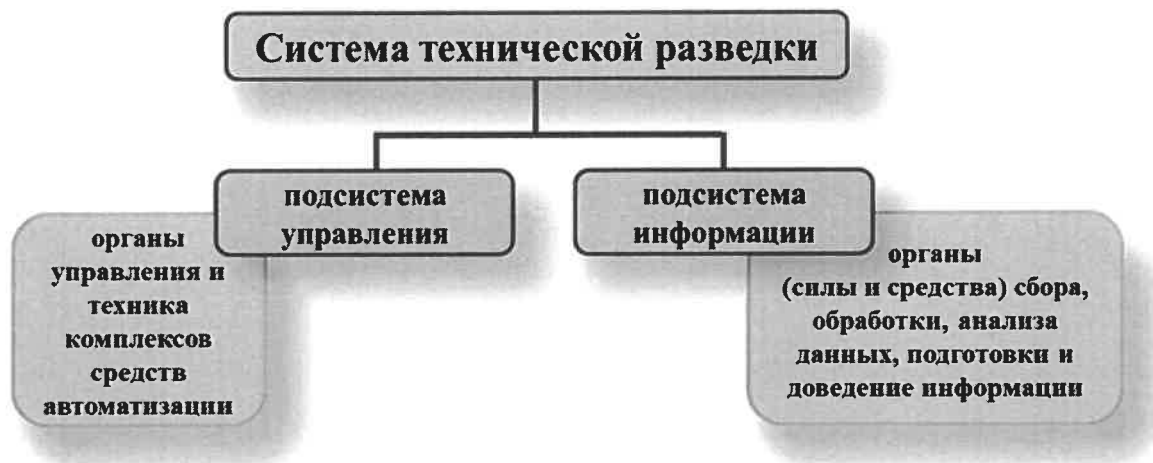 Система технической разведки
подсистема
управления
органы
управления и
техника
комплексов
средств
автоматизации
подсистема
информации
органы
(силы и средства) сбора,
обработки, анализа
данных, подготовки и
доведение информации